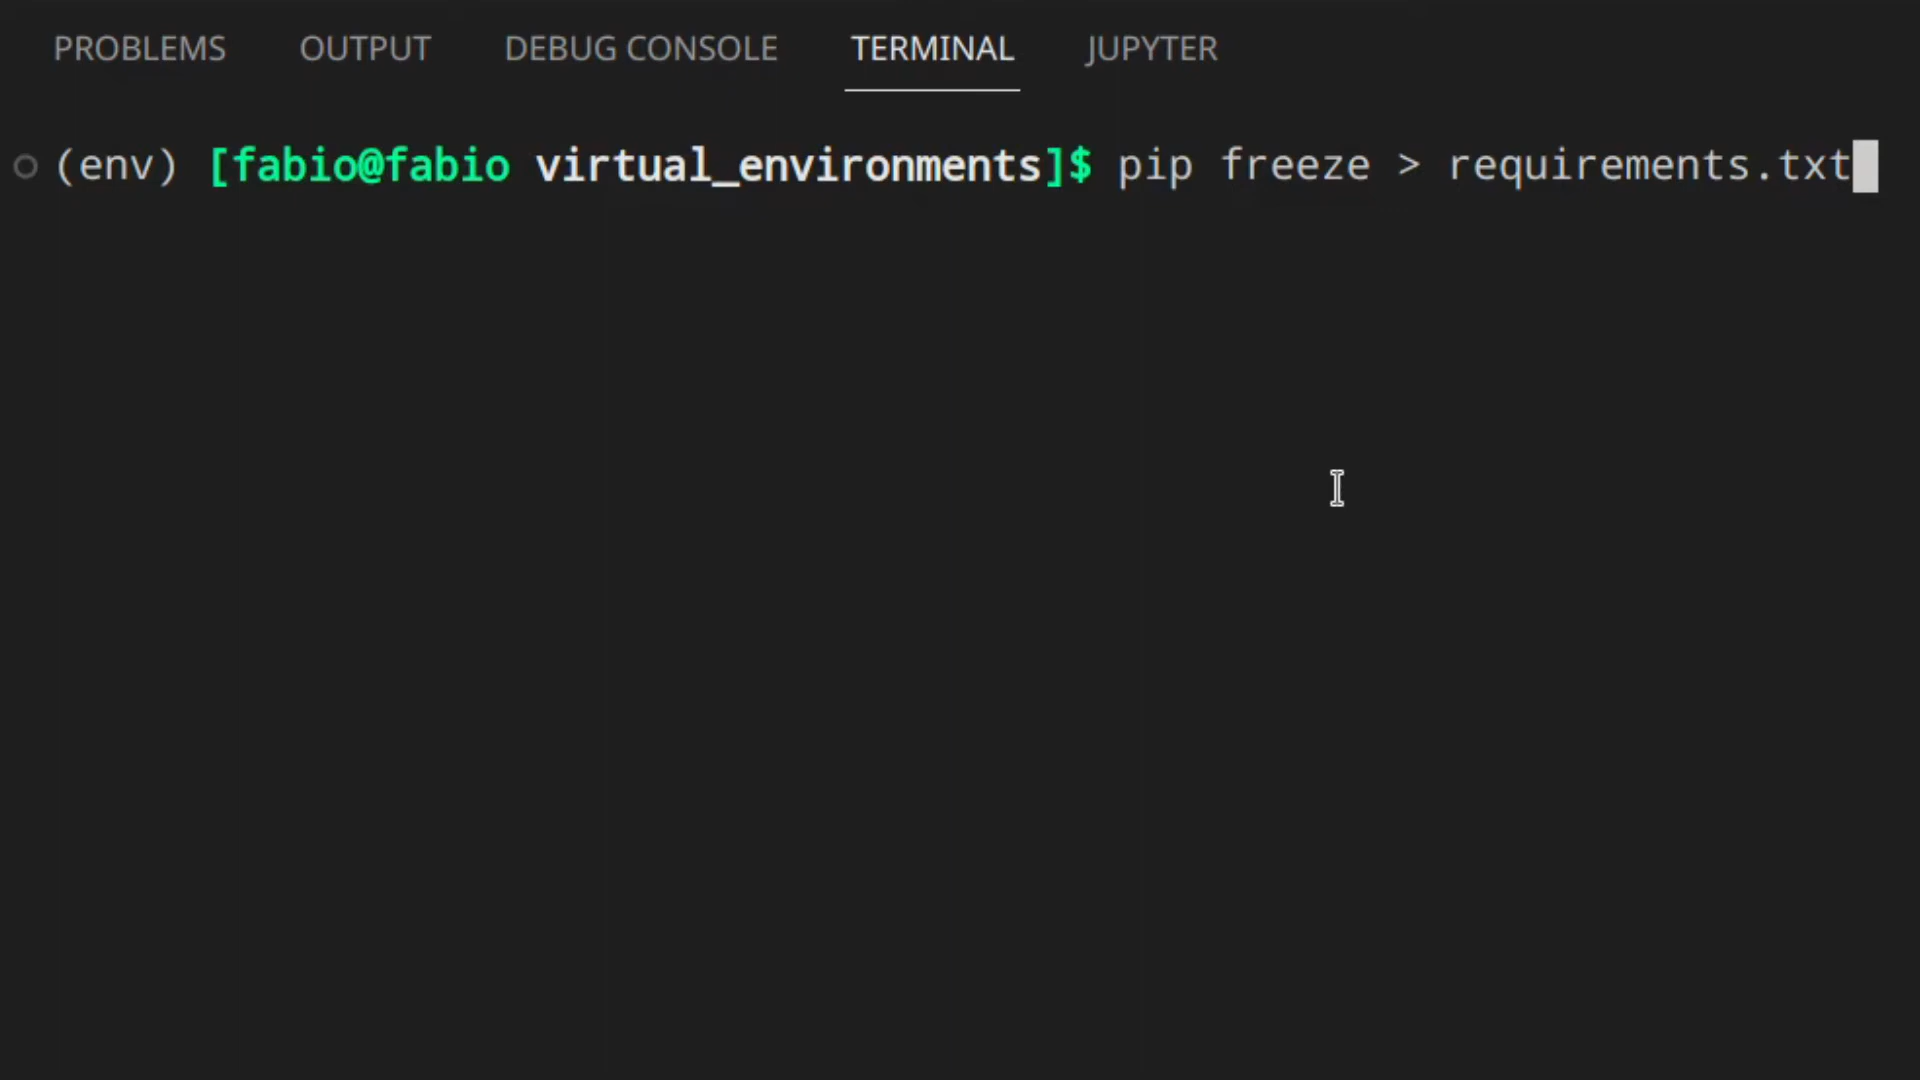 PROBLEMS OUTPUT DEBUG CONSOLE TERMINAL JUPYTER
(env) [fabio@fabio virtual_environments]$ pip freeze > requirements.txt